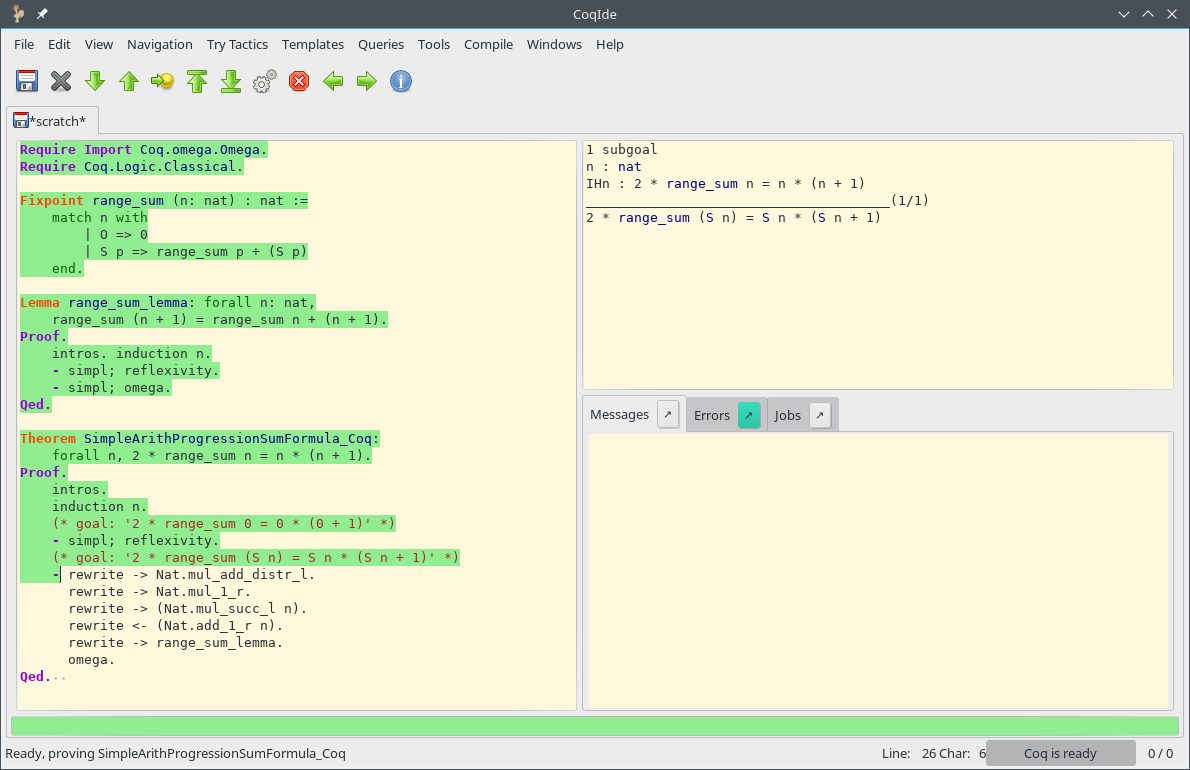 CoqIde
File Edit View Navigation Try Tactics Templates Queries Tools Compile Windows Help
*scratch*
Require Import Coq.omega.Omega.
Require Coq.Logic.Classical.
Fixpoint range_sum (n: nat) : nat :=
    match n with
        | O => 0
        | S p => range_sum p + (S p)
    end.
Lemma range_sum_lemma: forall n: nat,
    range_sum (n + 1) = range_sum n + (n + 1).
Proof.
    intros. induction n.
    - simpl; reflexivity.
    - simpl; omega.
Qed.
Theorem SimpleArithProgressionSumFormula_Coq:
    forall n, 2 * range_sum n = n * (n + 1).
Proof.
    intros.
    induction n.
    (* goal: '2 * range_sum 0 = 0 * (0 + 1)' *)
    - simpl; reflexivity.
    (* goal: '2 * range_sum (S n) = S n * (S n + 1)' *)
    - rewrite -> Nat.mul_add_distr_l.
      rewrite -> Nat.mul_1_r.
      rewrite -> (Nat.mul_succ_l n).
      rewrite <- (Nat.add_1_r n).
      rewrite -> range_sum_lemma.
      omega.
Qed.
1 subgoal
n : nat
IHn : 2 * range_sum n = n * (n + 1)
______________________________________(1/1)
2 * range_sum (S n) = S n * (S n + 1)
Messages Errors Jobs
Ready, proving SimpleArithProgressionSumFormula_Coq
Line: 26 Char: 6 Coq is ready 0 / 0